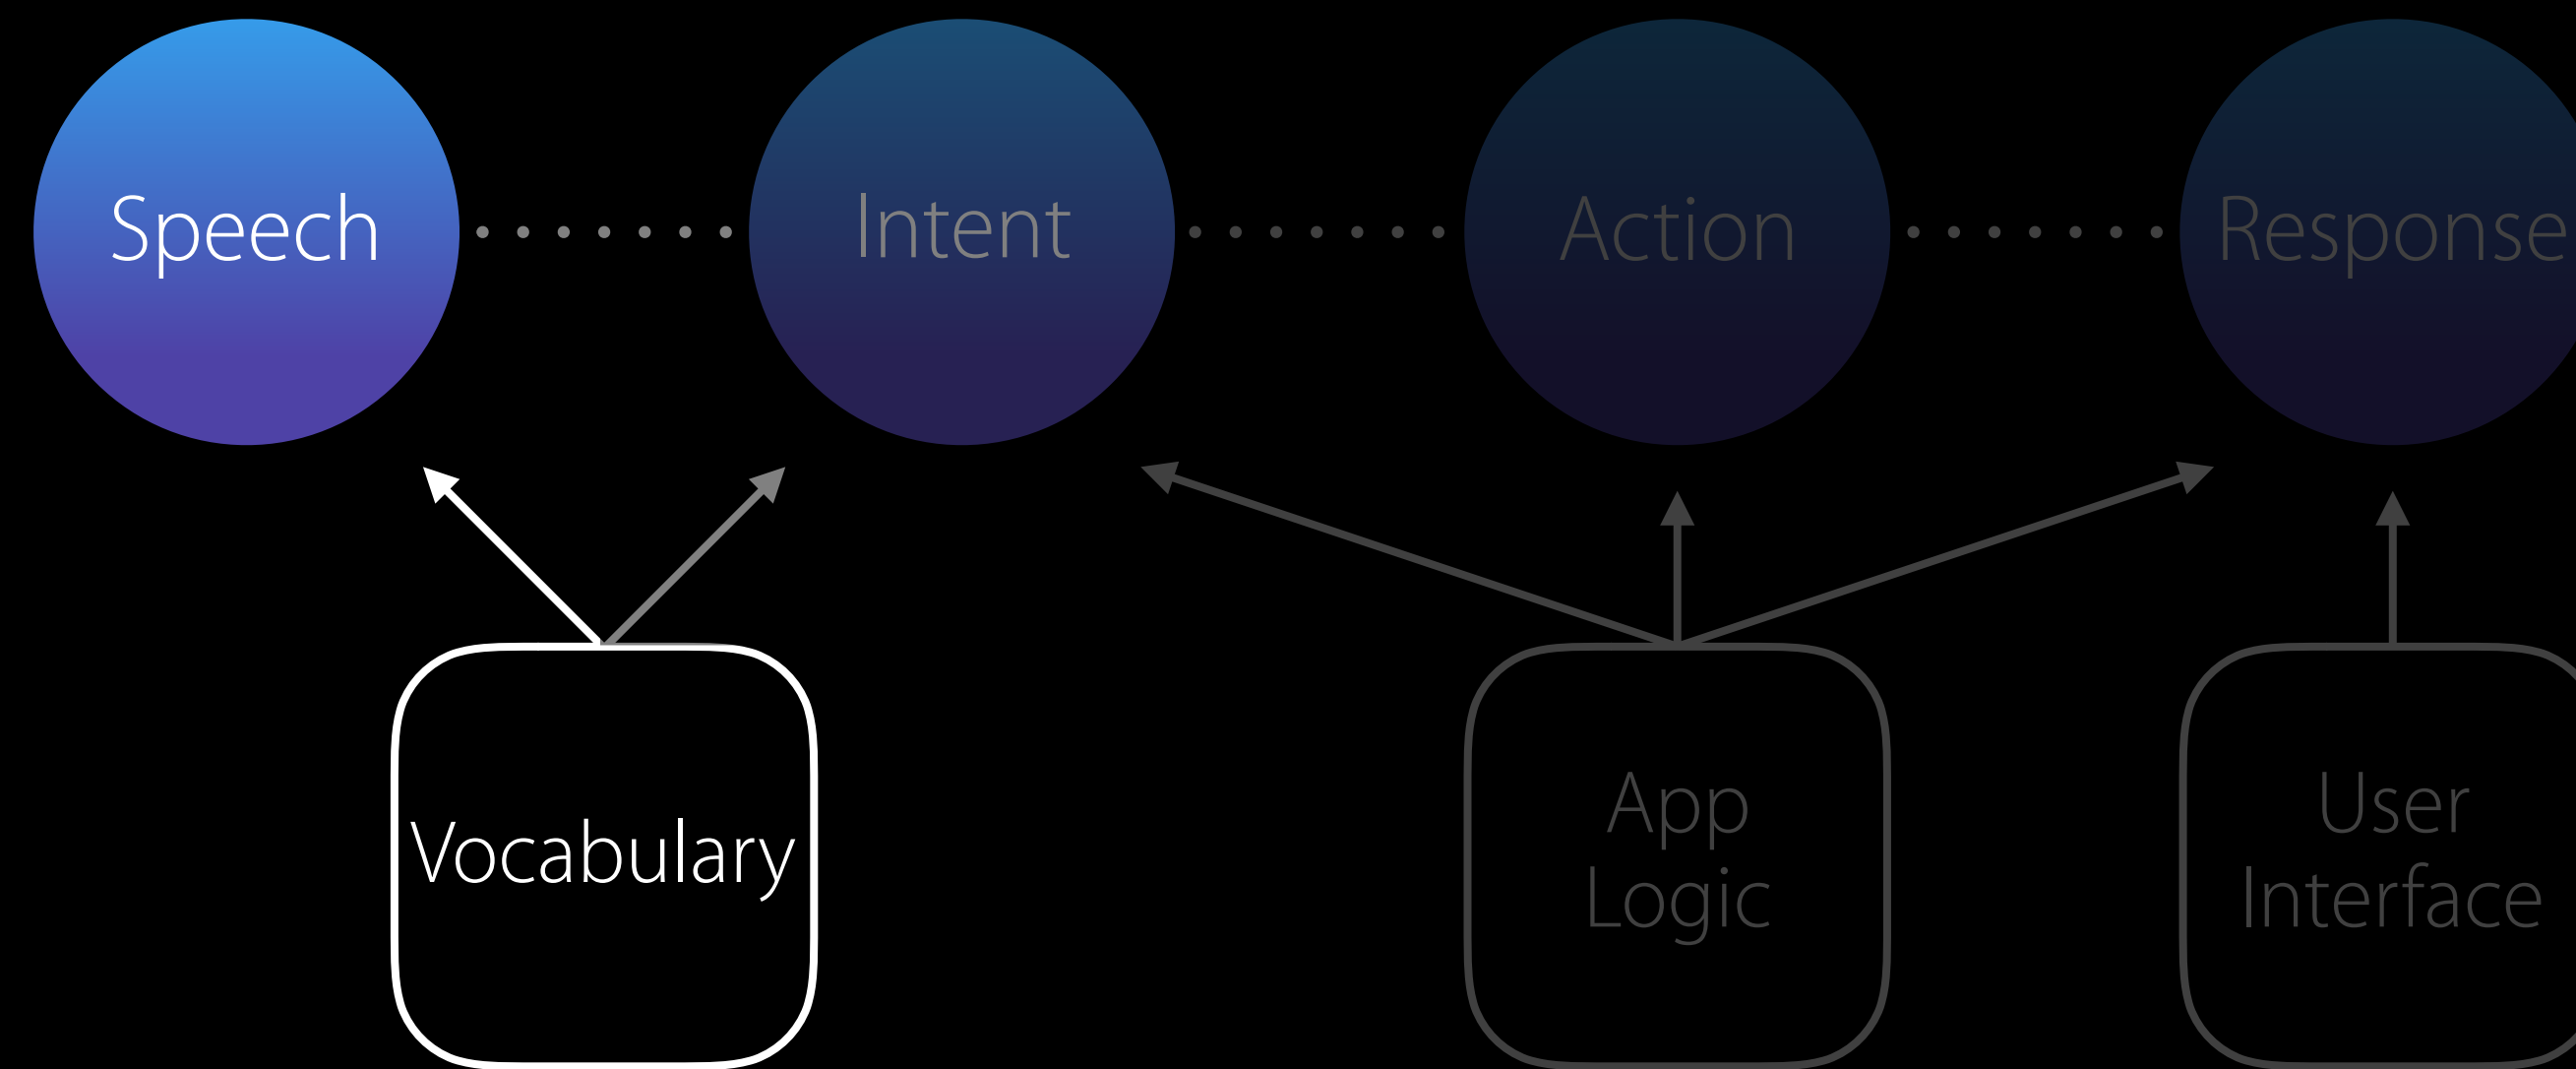 Speech
Intent
Action
Response
Vocabulary
App
Logic
User
Interface